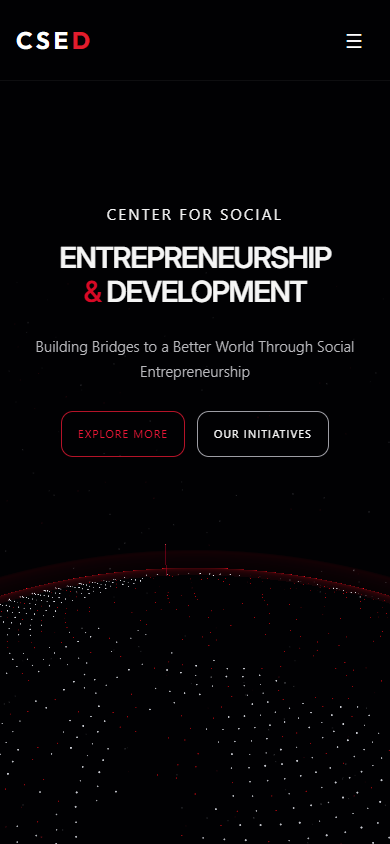 CSED
CENTER FOR SOCIAL
ENTREPRENEURSHIP
& DEVELOPMENT
Building Bridges to a Better World Through Social
Entrepreneurship
EXPLORE MORE
OUR INITIATIVES